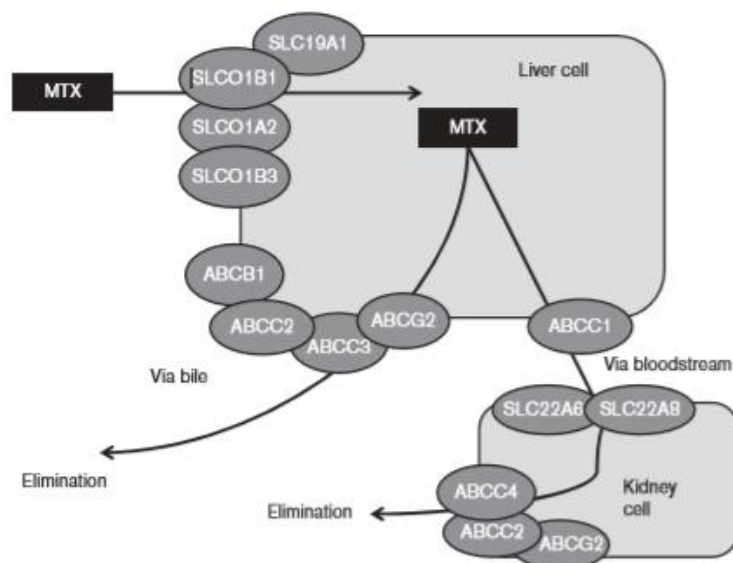 SLC19A1
SLCO1B1
Liver cell
MTX
SLCO1A2
MTX
SLCO1B3
ABCB1
ABCC2
ABCG2
ABCC1
ABCC3
Via bile
Via bloodstream
SLC22A6
SLC22A8
Elimination
ABCC4
Kidney
cell
Elimination
ABCC2
ABCG2